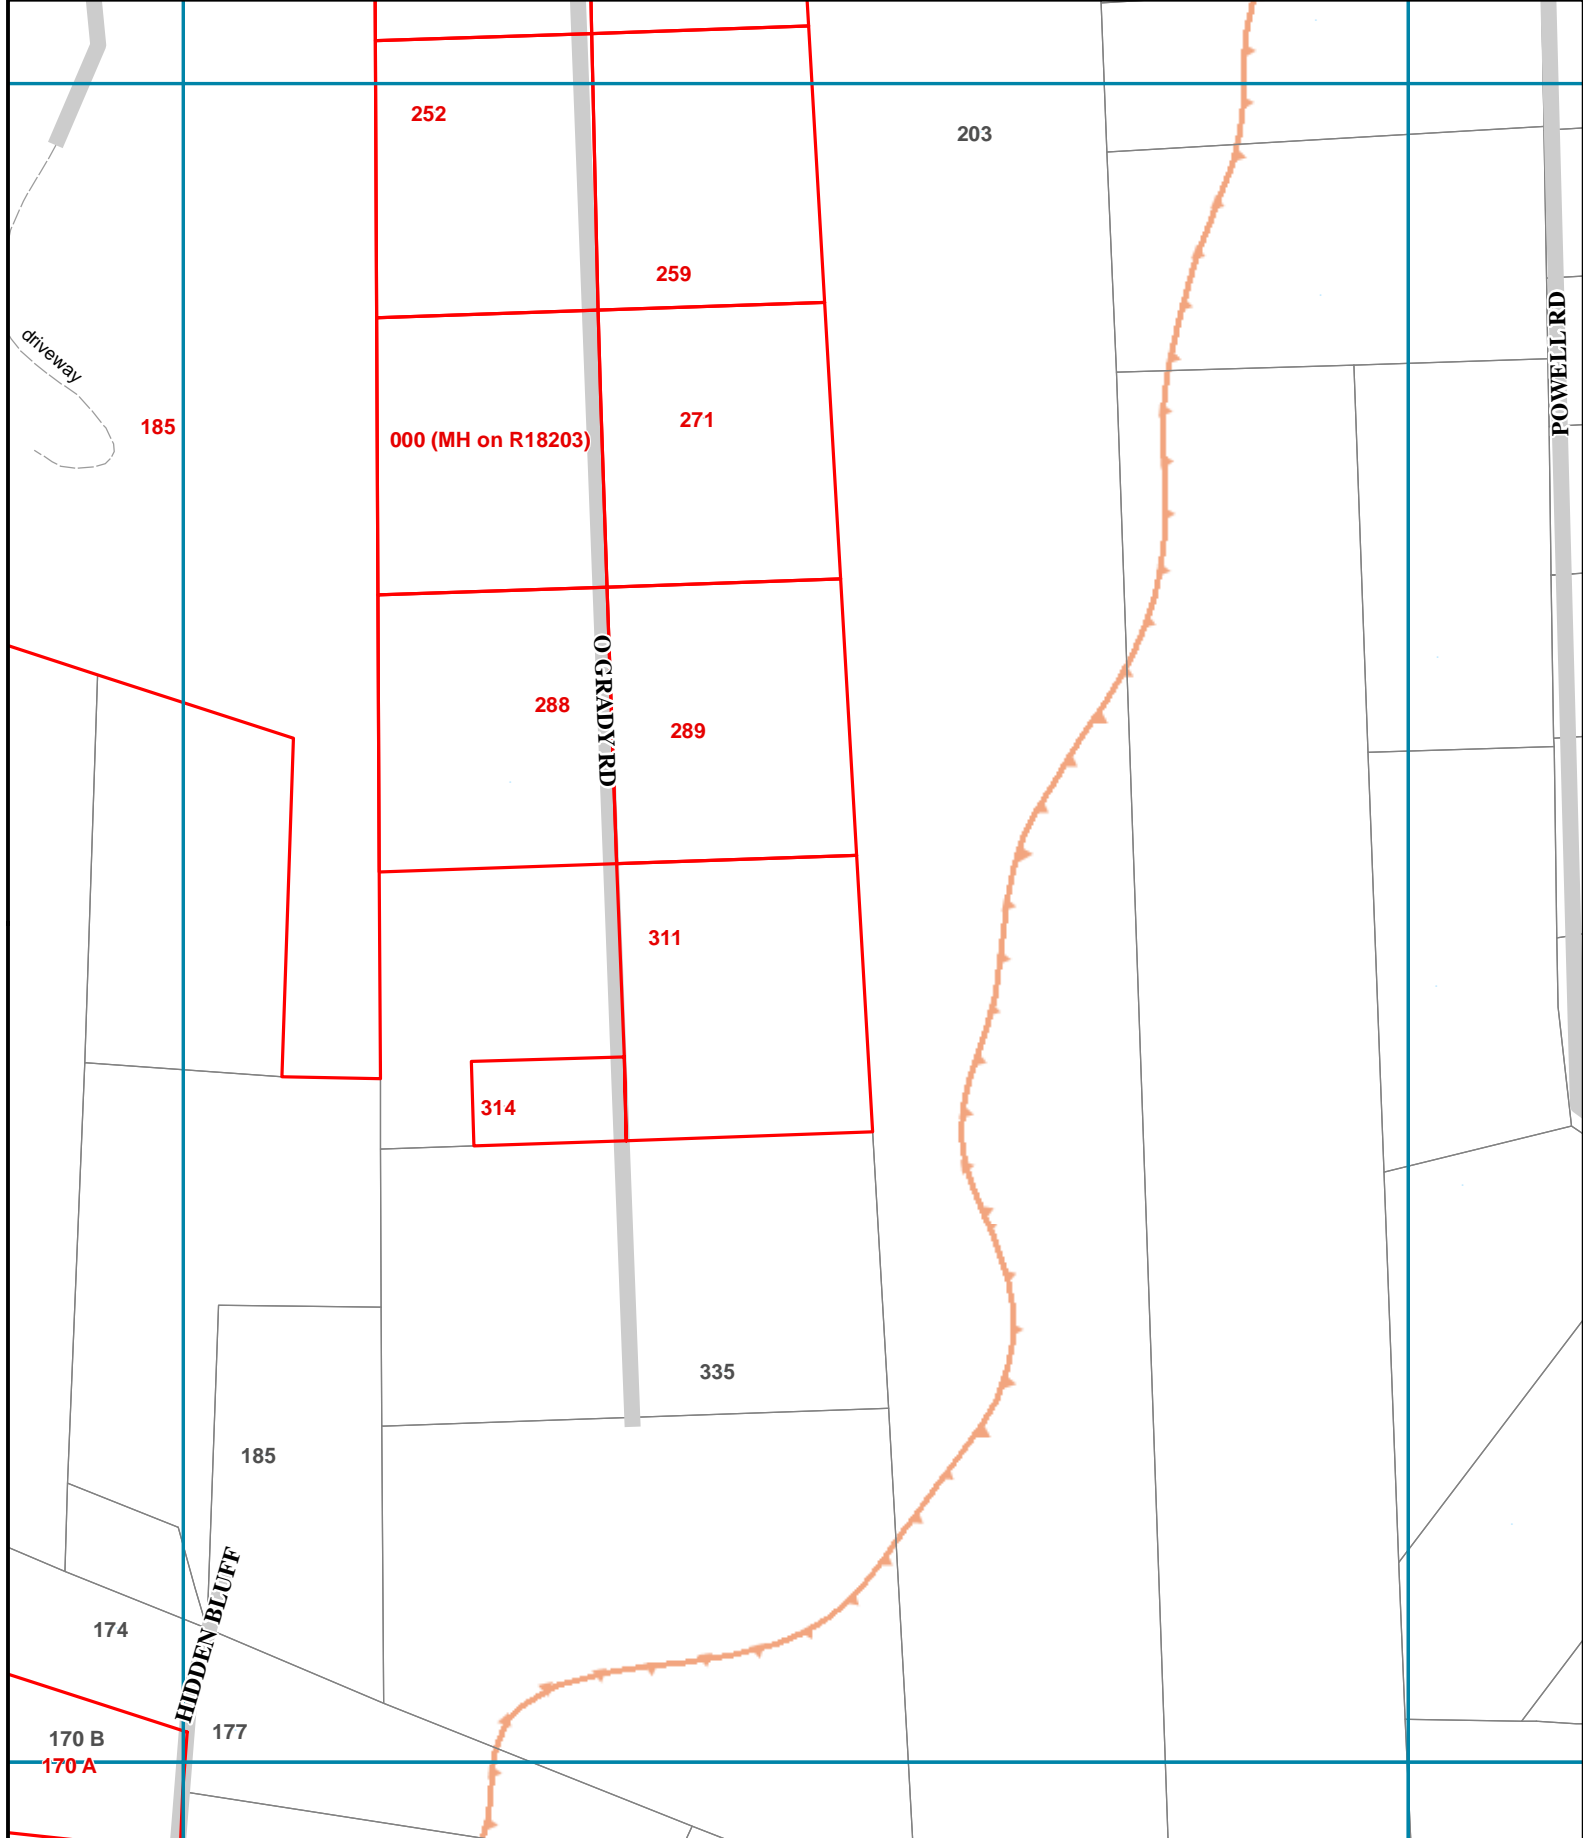 252
203
259
driveway
POWELL RD
185
271
000 (MH on R18203)
O'GRADY RD
288
289
311
314
335
185
HIDDEN BLUFF
174
177
170 B
170 A